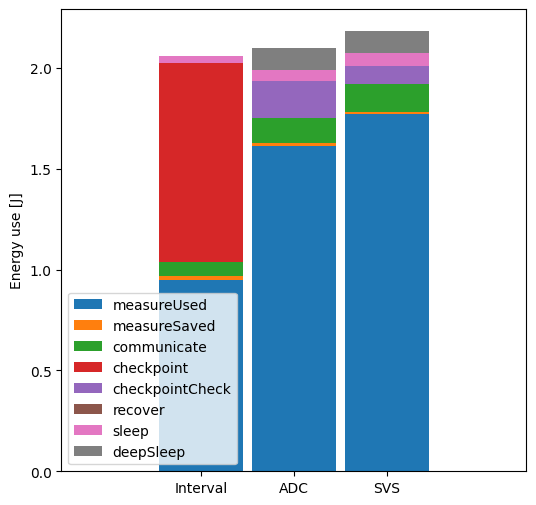 Energy use [J]
2.0
1.5
1.0
0.5
0.0
measureUsed
measureSaved
communicate
checkpoint
checkpointCheck
recover
sleep
deepSleep
Interval ADC SVS